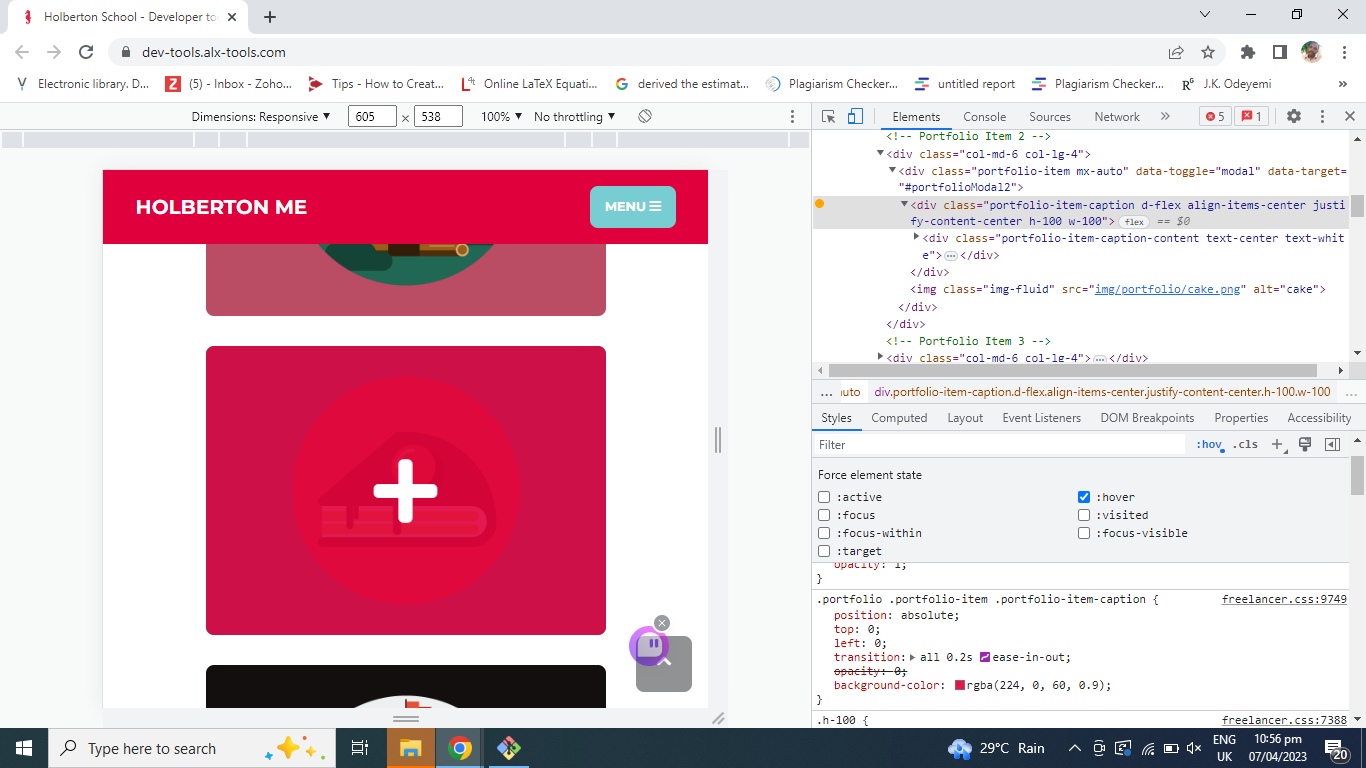 Holberton School - Developer to
dev-tools.alx-tools.com
Electronic library. D...
(5) - Inbox - Zoho...
Tips - How to Creat...
Online LaTeX Equati...
derived the estimat...
Plagiarism Checker...
untitled report
Plagiarism Checker...
J.K. Odeyemi
»
Dimensions: Responsive ▼ 605 × 538 100% ▼ No throttling ▼
HOLBERTON ME
MENU
Elements Console Sources Network » 5 1
<!-- Portfolio Item 2 -->
▼<div class="col-md-6 col-lg-4">
▼<div class="portfolio-item mx-auto" data-toggle="modal" data-target=
"#portfolioModal2">
▼<div class="portfolio-item-caption d-flex align-items-center justi
fy-content-center h-100 w-100"> flex == $0
▶<div class="portfolio-item-caption-content text-center text-whit
e">…</div>
</div>
<img class="img-fluid" src="img/portfolio/cake.png" alt="cake">
</div>
</div>
<!-- Portfolio Item 3 -->
▶<div class="col-md-6 col-lg-4">…</div>
... auto div.portfolio-item-caption.d-flex.align-items-center.justify-content-center.h-100.w-100 ...
Styles Computed Layout Event Listeners DOM Breakpoints Properties Accessibility
Filter :hov .cls +
Force element state
:active :hover
:focus :visited
:focus-within :focus-visible
:target
opacity: 1;
}
.portfolio .portfolio-item .portfolio-item-caption { freelancer.css:9749
position: absolute;
top: 0;
left: 0;
transition: ▶ all 0.2s ease-in-out;
opacity: 0;
background-color: rgba(224, 0, 60, 0.9);
}
.h-100 { freelancer.css:7388
Type here to search
29°C Rain
ENG
UK
10:56 pm
07/04/2023
20